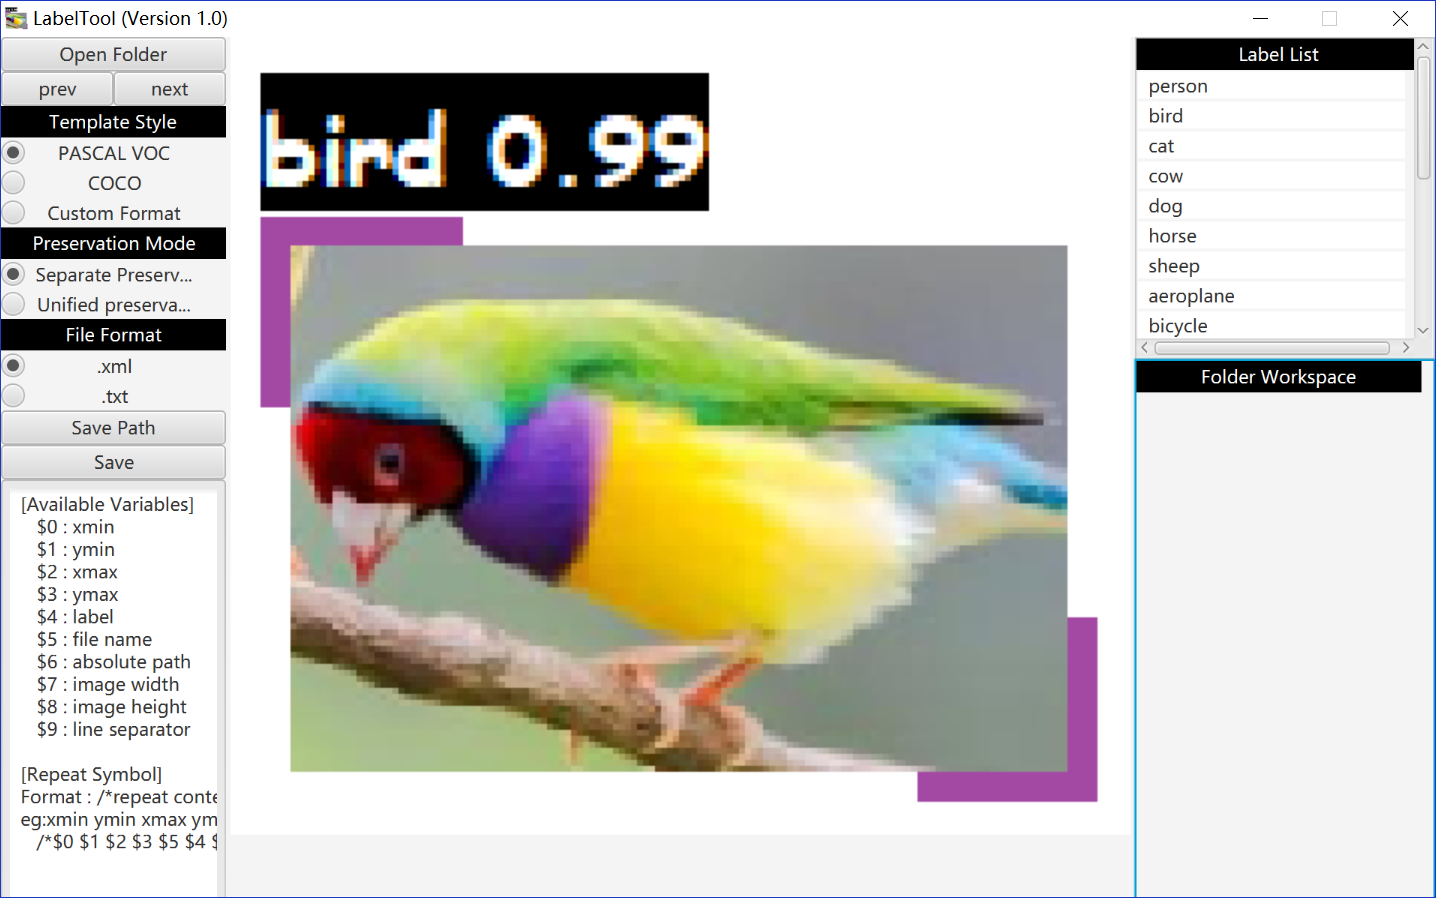 LabelTool (Version 1.0)
Open Folder
prev next
Template Style
PASCAL VOC
COCO
Custom Format
Preservation Mode
Separate Preserv...
Unified preserva...
File Format
.xml
.txt
Save Path
Save
[Available Variables]
$0 : xmin
$1 : ymin
$2 : xmax
$3 : ymax
$4 : label
$5 : file name
$6 : absolute path
$7 : image width
$8 : image height
$9 : line separator
[Repeat Symbol]
Format : /*repeat conte
eg:xmin ymin xmax ym
/*$0 $1 $2 $3 $5 $4 $
bird 0.99
Label List
person
bird
cat
cow
dog
horse
sheep
aeroplane
bicycle
Folder Workspace